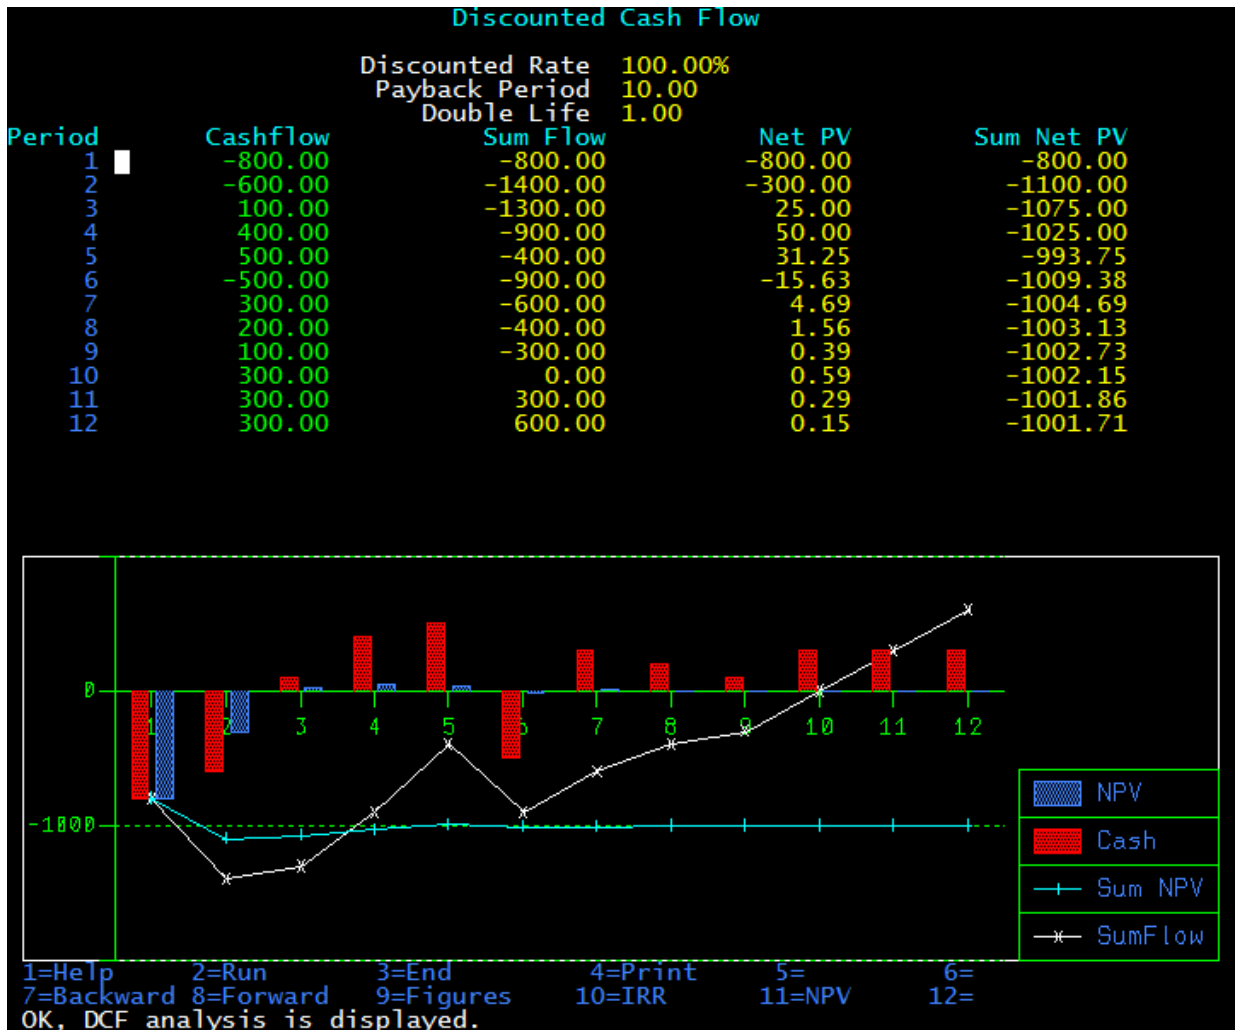 Discounted Cash Flow
Discounted Rate 100.00%
Payback Period 10.00
Double Life 1.00
Period Cashflow Sum Flow Net PV Sum Net PV
1 -800.00 -800.00 -800.00 -800.00
2 -600.00 -1400.00 -300.00 -1100.00
3 100.00 -1300.00 25.00 -1075.00
4 400.00 -900.00 50.00 -1025.00
5 500.00 -400.00 31.25 -993.75
6 -500.00 -900.00 -15.63 -1009.38
7 300.00 -600.00 4.69 -1004.69
8 200.00 -400.00 1.56 -1003.13
9 100.00 -300.00 0.39 -1002.73
10 300.00 0.00 0.59 -1002.15
11 300.00 300.00 0.29 -1001.86
12 300.00 600.00 0.15 -1001.71
0
1 2 3 4 5 6 7 8 9 10 11 12
-1000
NPV
Cash
Sum NPV
SumFlow
1=Help 2=Run 3=End 4=Print 5= 6=
7=Backward 8=Forward 9=Figures 10=IRR 11=NPV 12=
OK, DCF analysis is displayed.